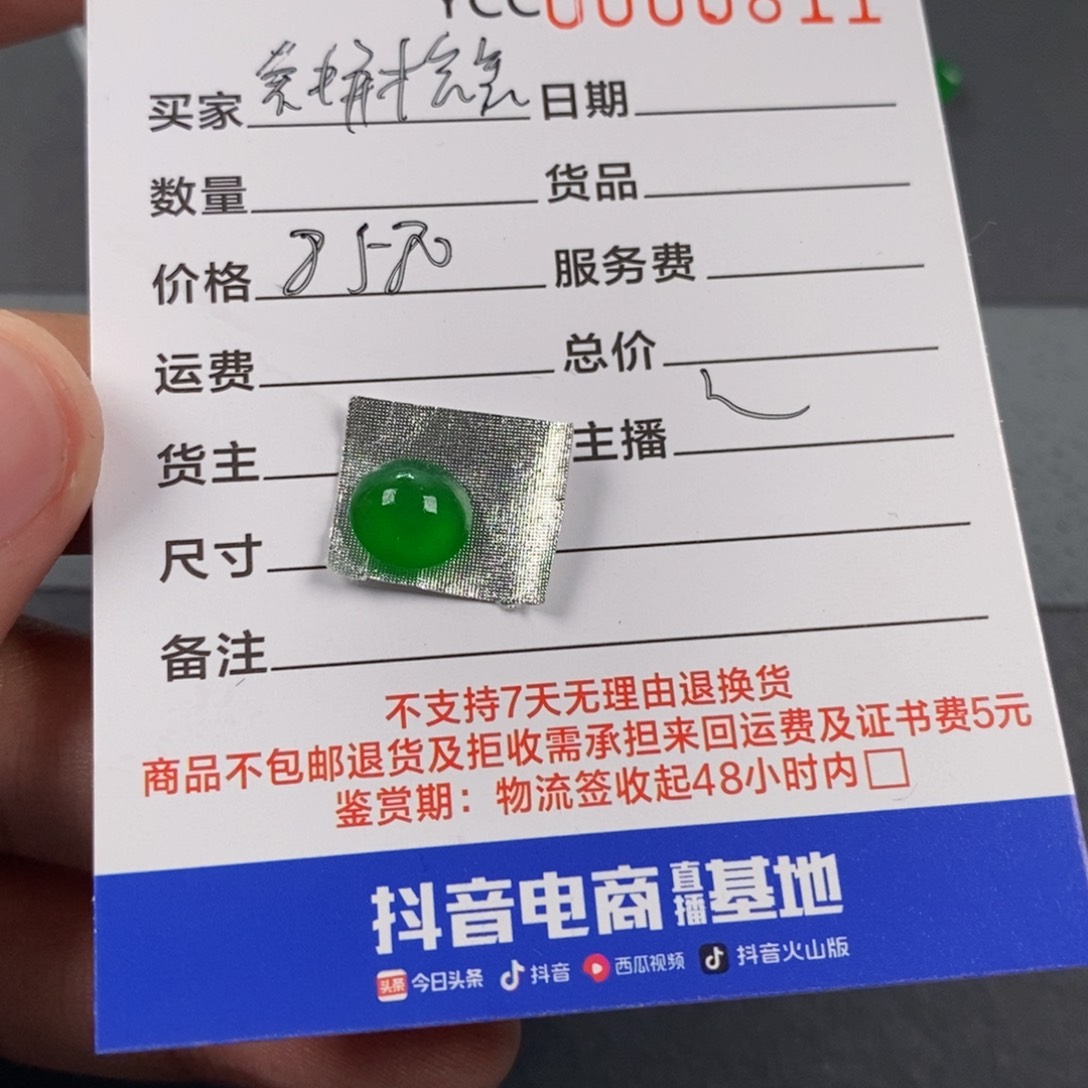 YCC0000811
买家 日期
数量 货品
价格 服务费
运费 总价
货主 主播
尺寸
备注
不支持7天无理由退换货
商品不包邮退货及拒收需承担来回运费及证书费5元
鉴赏期：物流签收起48小时内□
抖音电商直播基地
头条 今日头条 抖音 西瓜视频 抖音火山版